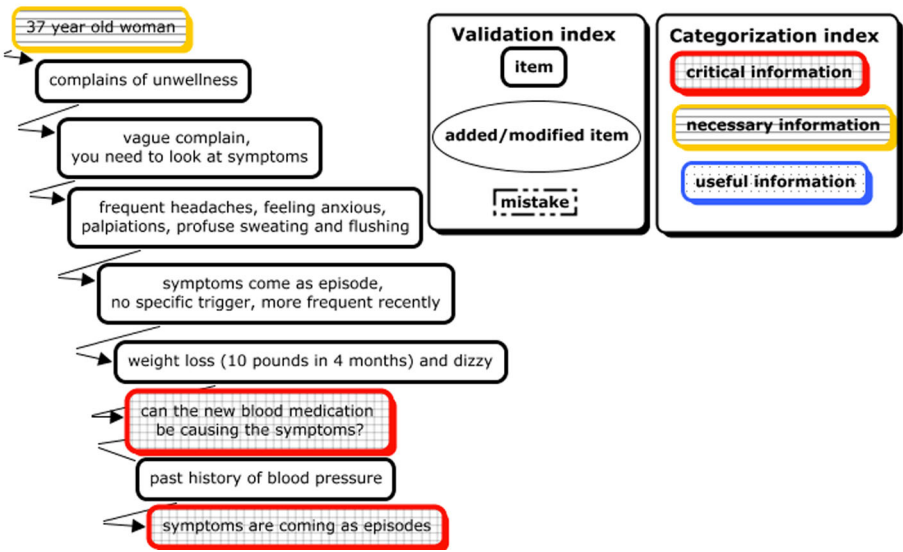 37 year old woman
complains of unwellness
vague complain,
you need to look at symptoms
frequent headaches, feeling anxious,
palpiations, profuse sweating and flushing
symptoms come as episode,
no specific trigger, more frequent recently
weight loss (10 pounds in 4 months) and dizzy
can the new blood medication
be causing the symptoms?
past history of blood pressure
symptoms are coming as episodes
Validation index
item
added/modified item
mistake
Categorization index
critical information
necessary information
useful information